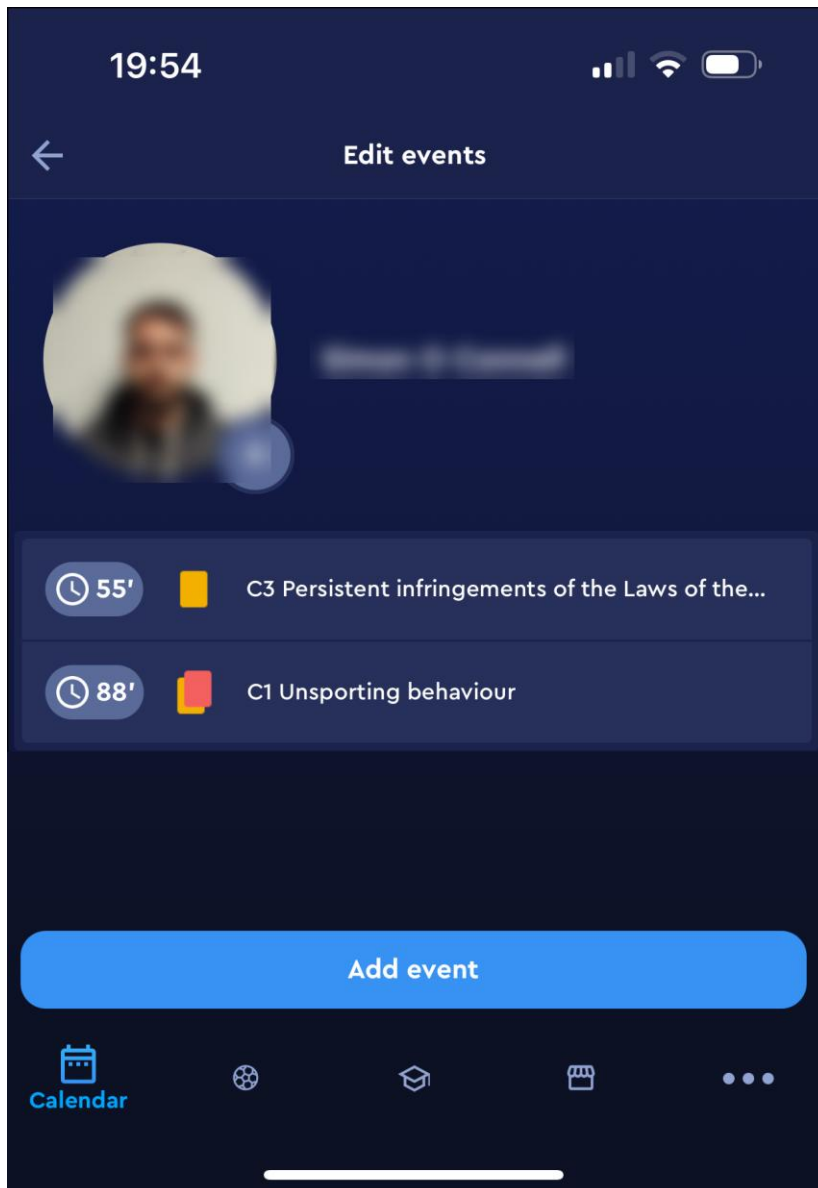 19:54
Edit events
55'
C3 Persistent infringements of the Laws of the...
88'
C1 Unsporting behaviour
Add event
Calendar